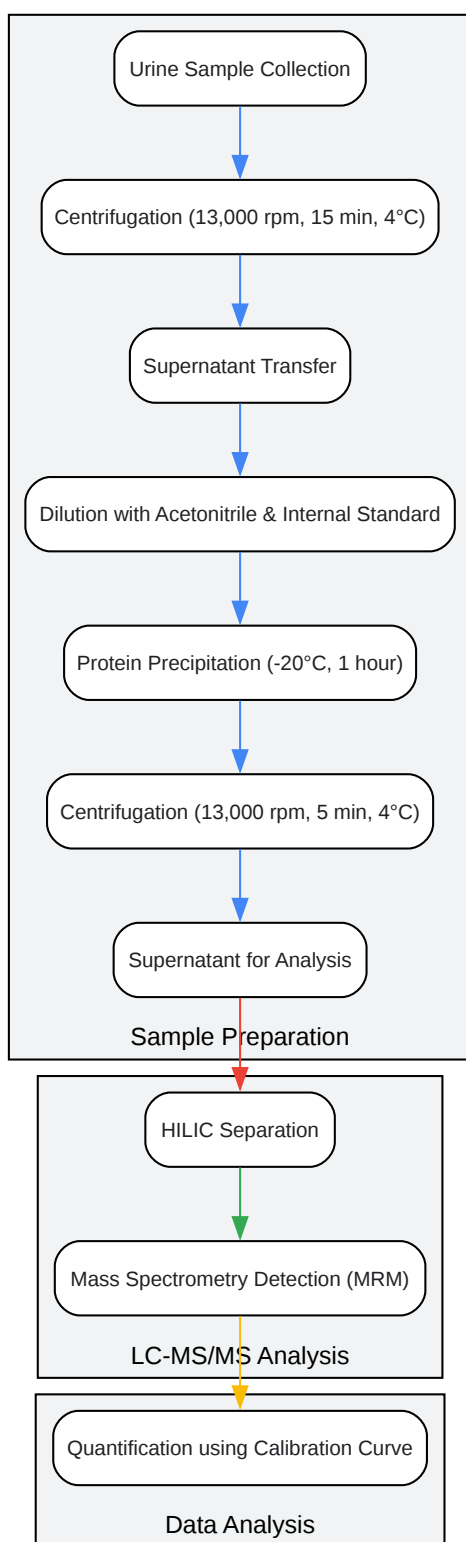 Urine Sample Collection
Centrifugation (13,000 rpm, 15 min, 4°C)
Supernatant Transfer
Dilution with Acetonitrile & Internal Standard
Protein Precipitation (-20°C, 1 hour)
Centrifugation (13,000 rpm, 5 min, 4°C)
Supernatant for Analysis
Sample Preparation
HILIC Separation
Mass Spectrometry Detection (MRM)
LC-MS/MS Analysis
Quantification using Calibration Curve
Data Analysis